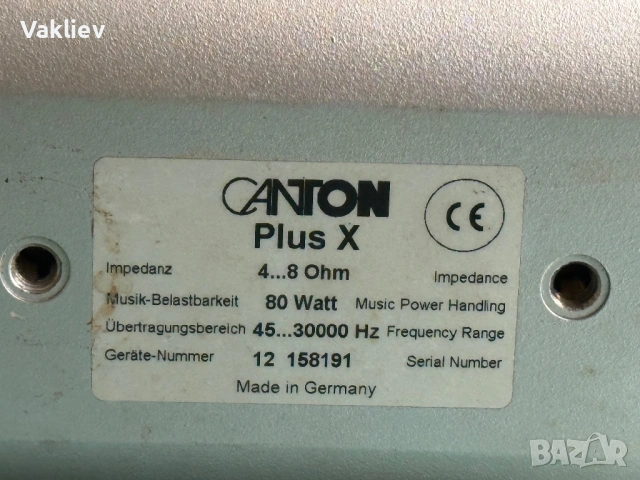 Vakliev
CANTON
CE
Plus X
Impedanz 4...8 Ohm Impedance
Musik-Belastbarkeit 80 Watt Music Power Handling
Übertragungsbereich 45...30000 Hz Frequency Range
Geräte-Nummer 12 158191 Serial Number
Made in Germany
BAZAR